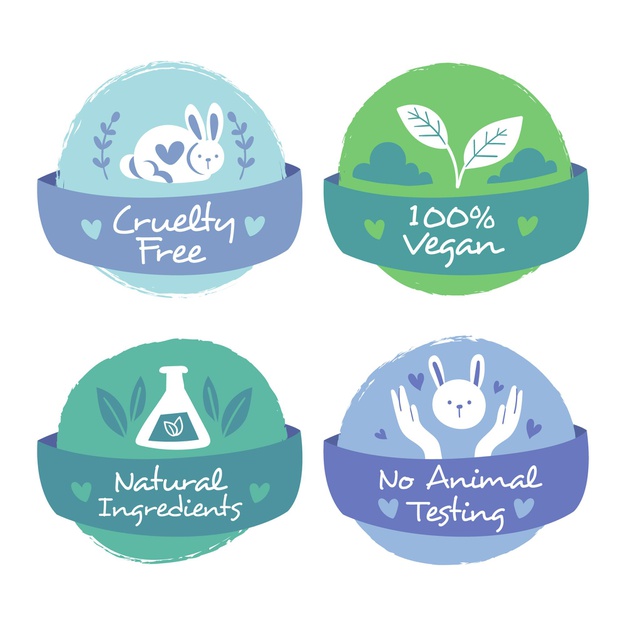 Cruelty
Free
100%
Vegan
Natural
Ingredients
No Animal
Testing